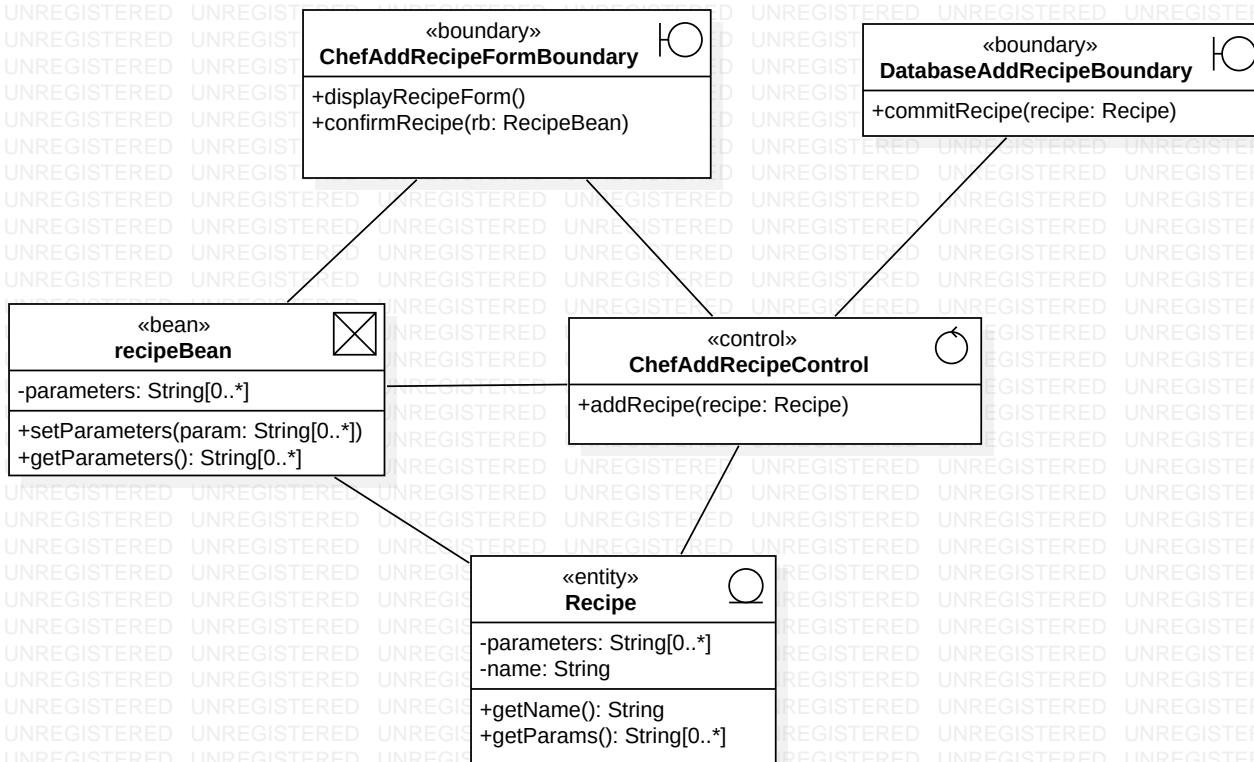 «boundary»
ChefAddRecipeFormBoundary
+displayRecipeForm()
+confirmRecipe(rb: RecipeBean)
«boundary»
DatabaseAddRecipeBoundary
+commitRecipe(recipe: Recipe)
«bean»
recipeBean
-parameters: String[0..*]
+setParameters(param: String[0..*])
+getParameters(): String[0..*]
«control»
ChefAddRecipeControl
+addRecipe(recipe: Recipe)
«entity»
Recipe
-parameters: String[0..*]
-name: String
+getName(): String
+getParams(): String[0..*]
UNREGISTERED